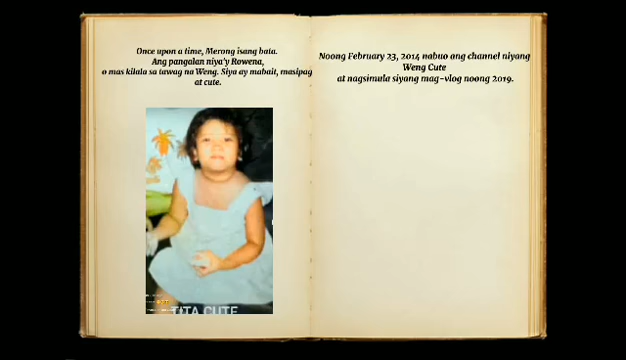 Once upon a time, Merong isang bata.
Ang pangalan niya'y Rowena,
o mas kilala sa tawag na Weng. Siya ay mabait, masipag
at cute.
TITA CUTE
Noong February 23, 2014 nabuo ang channel niyang
Weng Cute
at nagsimula siyang mag-vlog noong 2019.